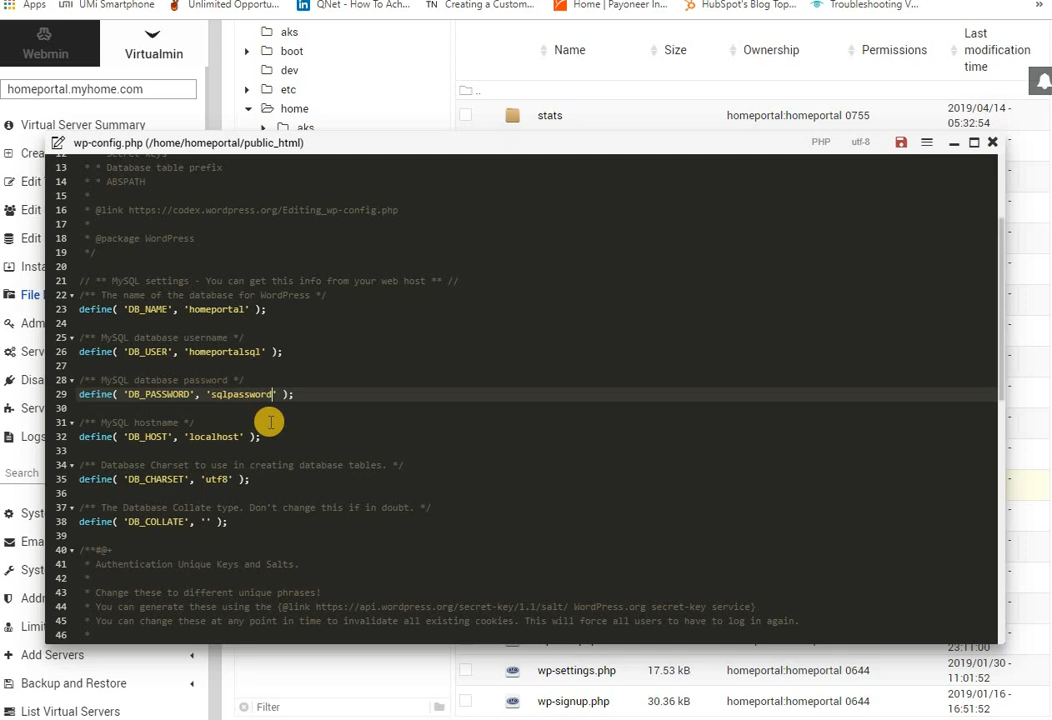 Apps UMi Smartphone Unlimited Opportu... QNet - How To Ach... TN Creating a Custom... Home | Payoneer In... HubSpot's Blog Top... Troubleshooting V... »
Webmin
Virtualmin
homeportal.myhome.com
Virtual Server Summary
Edit
Edit
Edit
File
Logs
Search
Add Servers
Backup and Restore
List Virtual Servers
aks
boot
dev
etc
home
aks
Filter
Name Size Ownership Permissions Last modification time
..
stats homeportal:homeportal 0755 2019/04/14 - 05:32:54
wp-config.php (/home/homeportal/public_html) PHP utf-8
13 * * Database table prefix
14 * * ABSPATH
15 *
16 * @link https://codex.wordpress.org/Editing_wp-config.php
17 *
18 * @package WordPress
19 */
20
21 // ** MySQL settings - You can get this info from your web host ** //
22 /** The name of the database for WordPress */
23 define( 'DB_NAME', 'homeportal' );
24
25 /** MySQL database username */
26 define( 'DB_USER', 'homeportalsql' );
27
28 /** MySQL database password */
29 define( 'DB_PASSWORD', 'sqlpassword' );
30
31 /** MySQL hostname */
32 define( 'DB_HOST', 'localhost' );
33
34 /** Database Charset to use in creating database tables. */
35 define( 'DB_CHARSET', 'utf8' );
36
37 /** The Database Collate type. Don't change this if in doubt. */
38 define( 'DB_COLLATE', '' );
39
40 /**#@+
41 * Authentication Unique Keys and Salts.
42 *
43 * Change these to different unique phrases!
44 * You can generate these using the {@link https://api.wordpress.org/secret-key/1.1/salt/ WordPress.org secret-key service}
45 * You can change these at any point in time to invalidate all existing cookies. This will force all users to have to log in again.
46 *
23:11:00
wp-settings.php 17.53 kB homeportal:homeportal 0644 2019/01/30 - 11:01:52
wp-signup.php 30.36 kB homeportal:homeportal 0644 2019/01/16 - 16:51:52